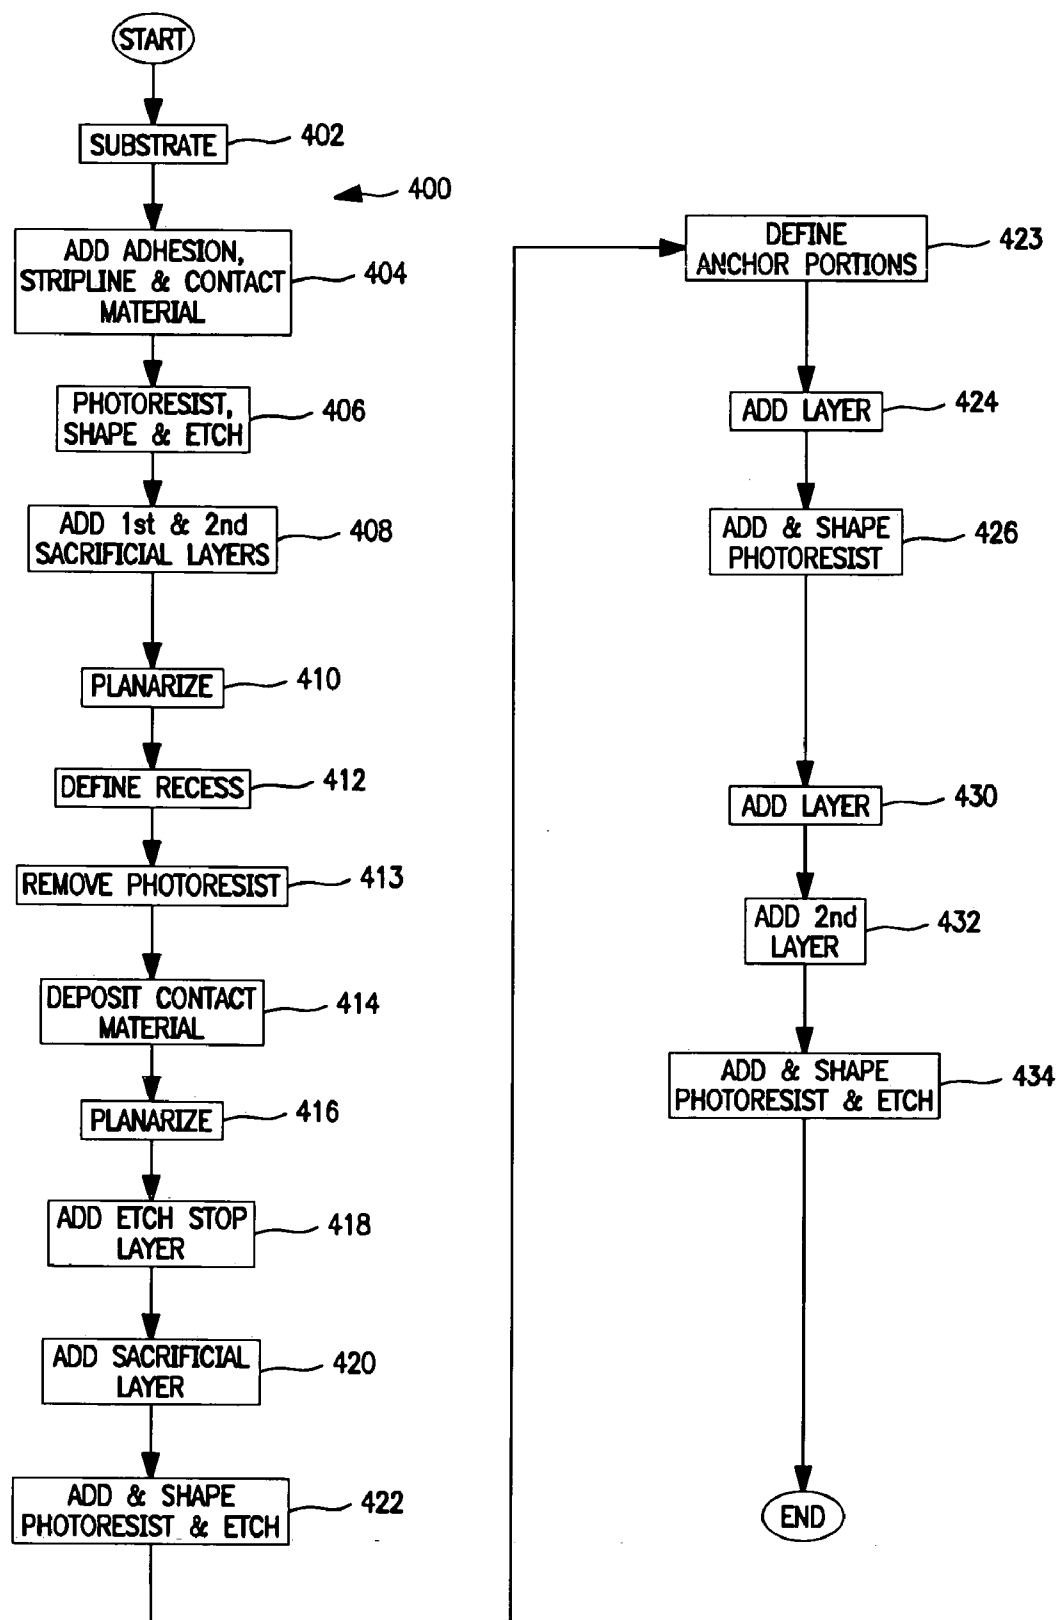 START
SUBSTRATE
402
400
ADD ADHESION,
STRIPLINE & CONTACT
MATERIAL
404
PHOTORESIST,
SHAPE & ETCH
406
ADD 1st & 2nd
SACRIFICIAL LAYERS
408
PLANARIZE
410
DEFINE RECESS
412
REMOVE PHOTORESIST
413
DEPOSIT CONTACT
MATERIAL
414
PLANARIZE
416
ADD ETCH STOP
LAYER
418
ADD SACRIFICIAL
LAYER
420
ADD & SHAPE
PHOTORESIST & ETCH
422
DEFINE
ANCHOR PORTIONS
423
ADD LAYER
424
ADD & SHAPE
PHOTORESIST
426
ADD LAYER
430
ADD 2nd
LAYER
432
ADD & SHAPE
PHOTORESIST & ETCH
434
END